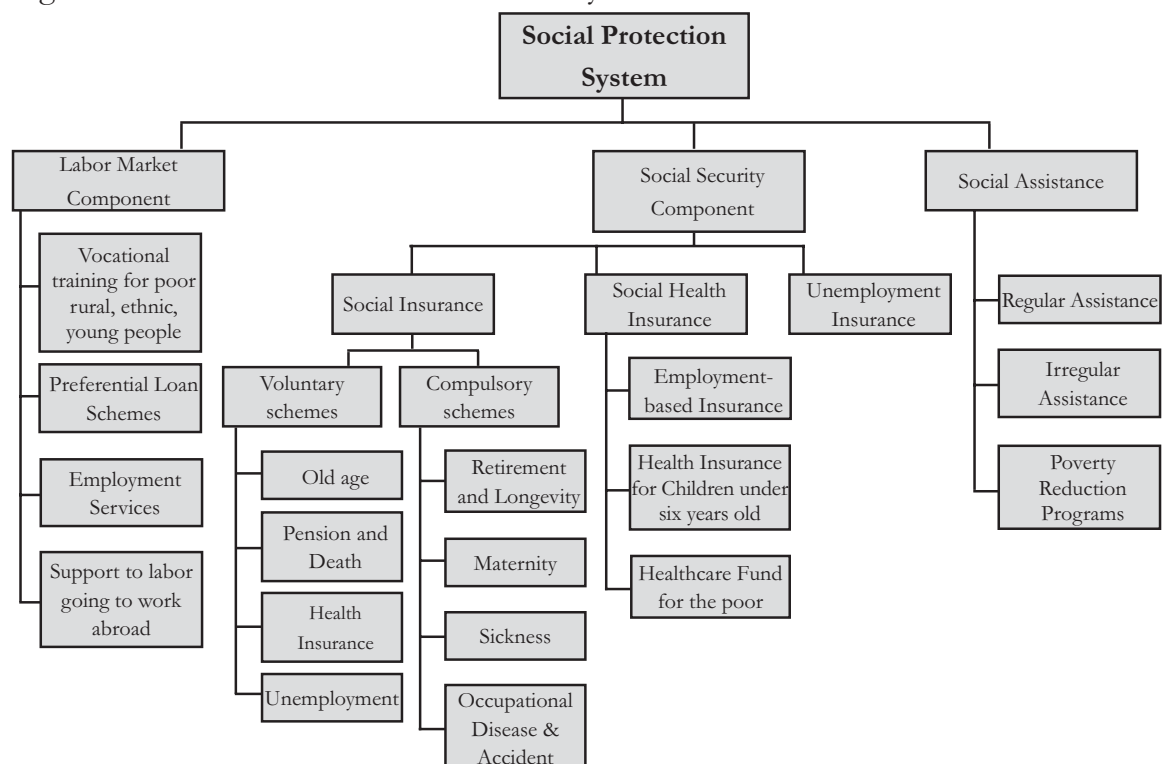 Social Protection
System
Labor Market
Component
Vocational
training for poor
rural, ethnic,
young people
Preferential Loan
Schemes
Employment
Services
Support to labor
going to work
abroad
Social Security
Component
Social Insurance
Voluntary
schemes
Old age
Pension and
Death
Health
Insurance
Unemployment
Compulsory
schemes
Retirement
and Longevity
Maternity
Sickness
Occupational
Disease &
Accident
Social Health
Insurance
Employment-
based Insurance
Health Insurance
for Children under
six years old
Healthcare Fund
for the poor
Unemployment
Insurance
Social Assistance
Regular Assistance
Irregular
Assistance
Poverty
Reduction
Programs